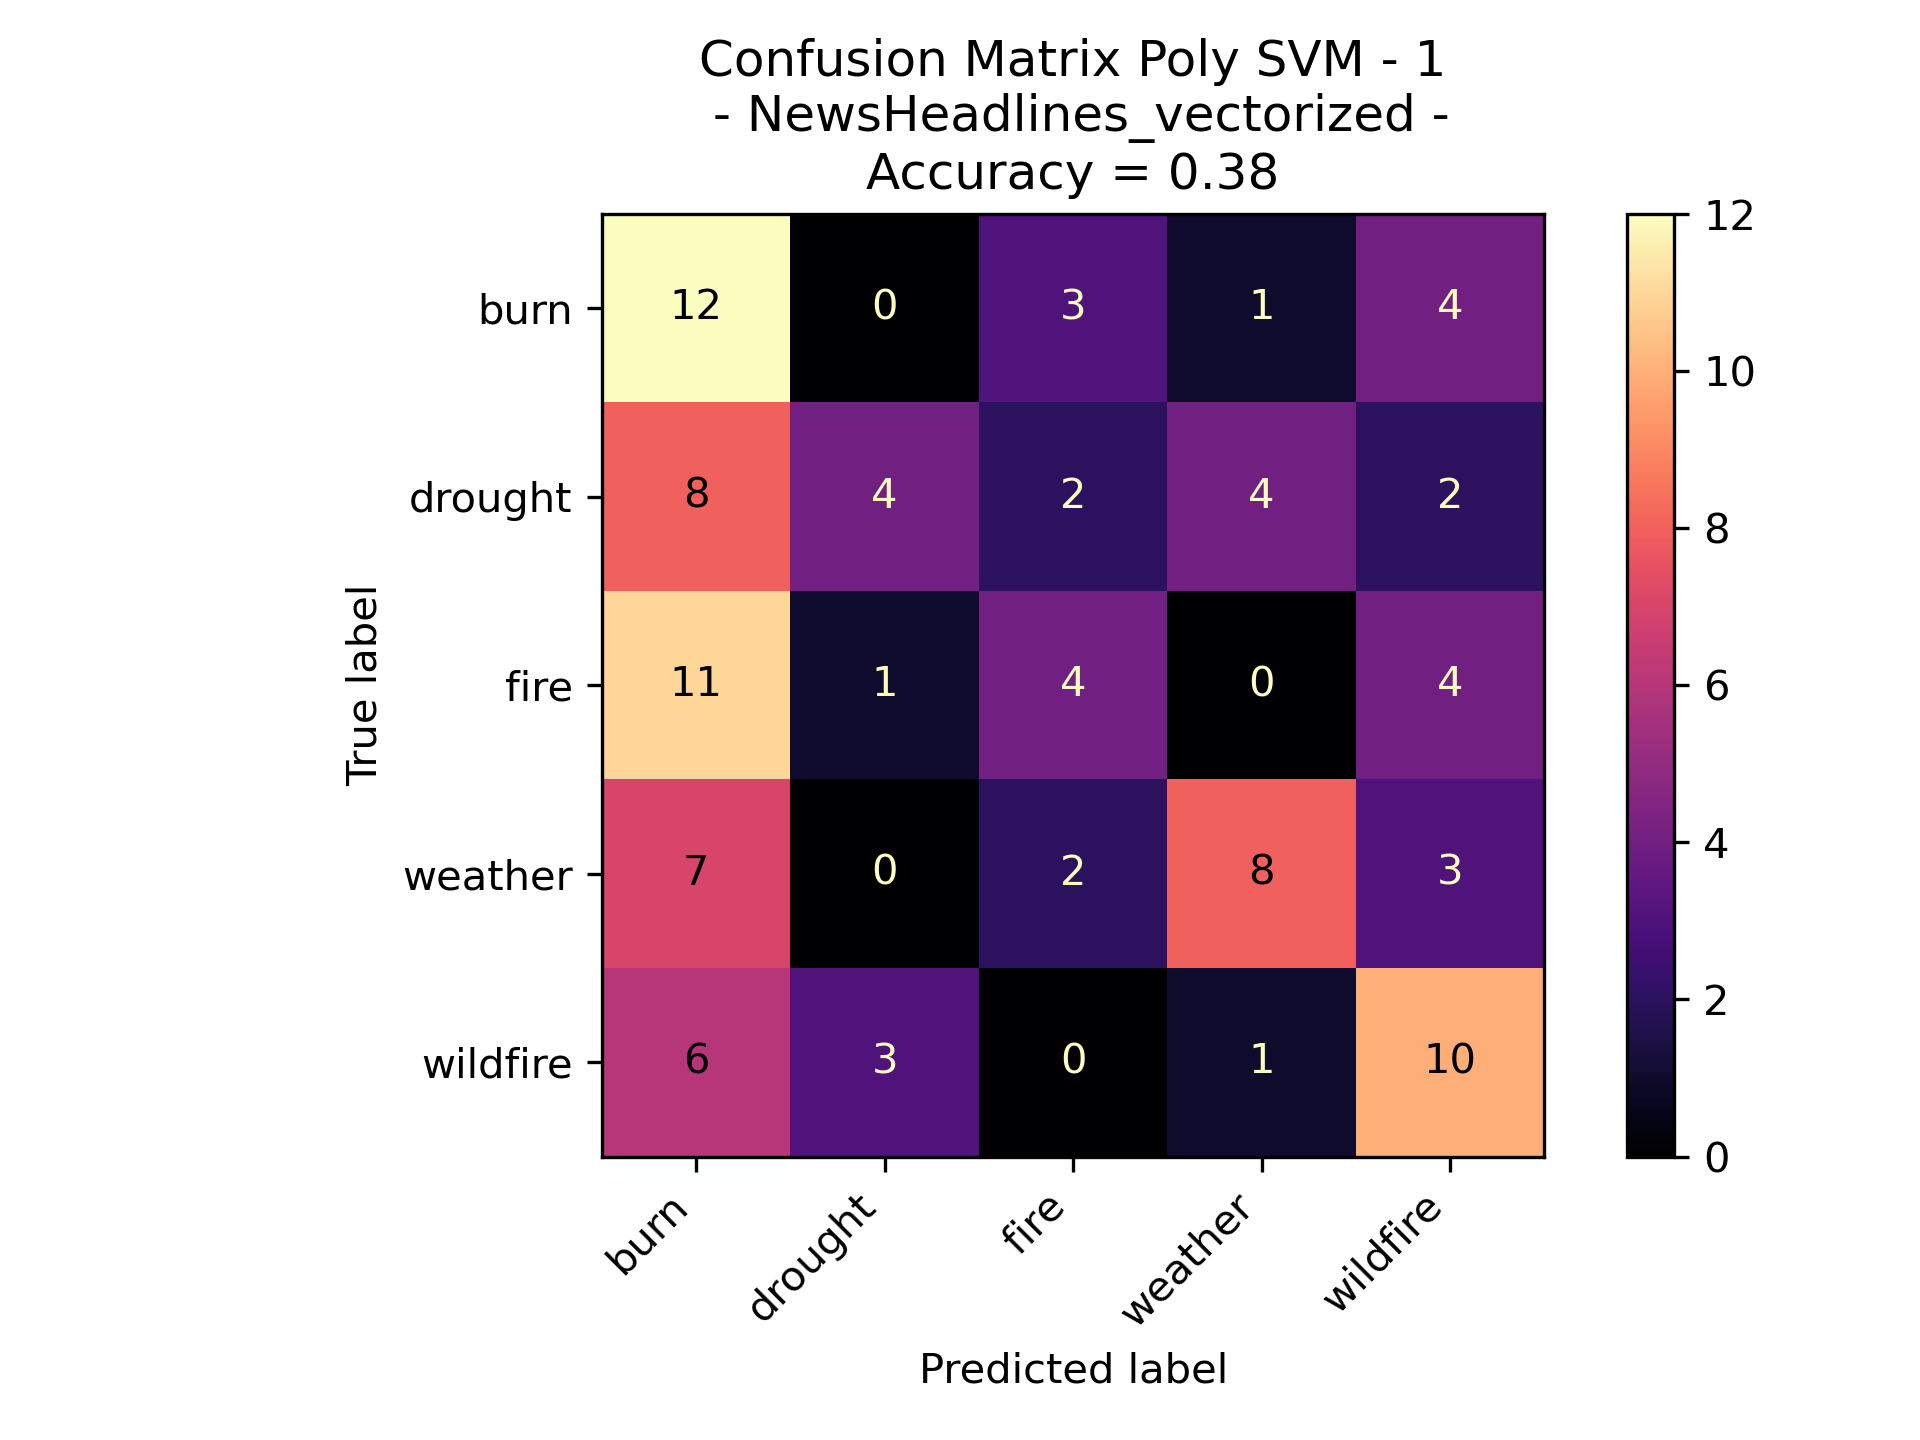 Confusion Matrix Poly SVM - 1
- NewsHeadlines_vectorized -
Accuracy = 0.38
burn 12 0 3 1 4
drought 8 4 2 4 2
fire 11 1 4 0 4
weather 7 0 2 8 3
wildfire 6 3 0 1 10
True label
burn drought fire weather wildfire
Predicted label
12
10
8
6
4
2
0